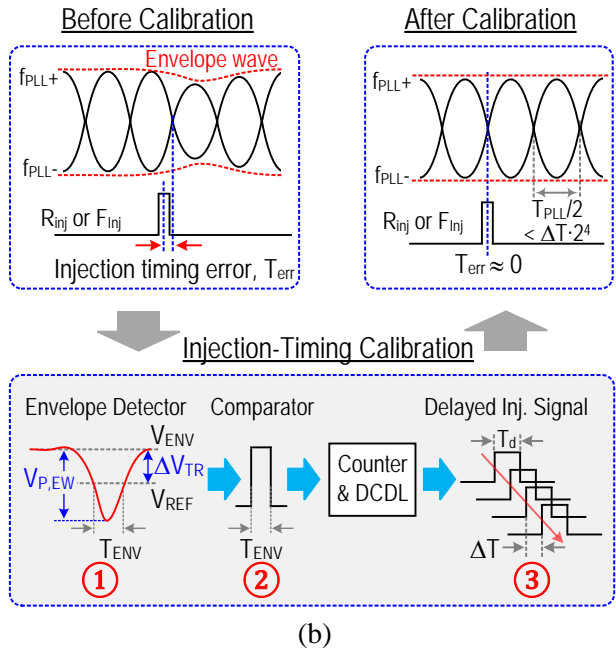 Before Calibration
Envelope wave
fPLL+
fPLL-
Rinj or FInj
Injection timing error, Terr
After Calibration
fPLL+
fPLL-
Rinj or FInj
TPLL/2
< ΔT·2⁴
Terr ≈ 0
Injection-Timing Calibration
Envelope Detector
VENV
VP,EW
ΔVTR
VREF
TENV
1
Comparator
TENV
2
Counter
& DCDL
Delayed Inj. Signal
Td
ΔT
3
(b)